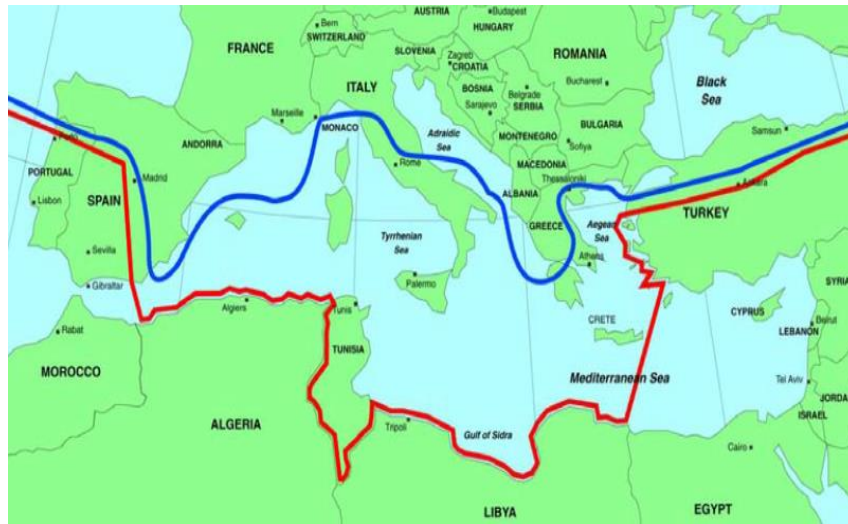 AUSTRIA
Budapest
Bern
HUNGARY
SWITZERLAND
FRANCE
SLOVENIA
Zagreb
CROATIA
ROMANIA
ITALY
Black
Sea
BOSNIA
Belgrade
Bucharest
Marseille
Sarajevo
SERBIA
MONACO
Adraidic
Sea
Samsun
Porto
ANDORRA
MONTENEGRO
BULGARIA
Sofiya
Rome
MACEDONIA
PORTUGAL
Madrid
Thessaloniki
Ankara
ALBANIA
Lisbon
SPAIN
TURKEY
GREECE
Aegean
Sea
Tyrrhenian
Sea
Sevilla
Athens
SYRIA
Gibraltar
Palermo
CYPRUS
Algiers
Tunis
CRETE
Beirut
LEBANON
Rabat
TUNISIA
MOROCCO
Mediterranean Sea
Tel Aviv
JORDA
ISRAEL
ALGERIA
Tripoli
Gulf of Sidra
Cairo
LIBYA
EGYPT